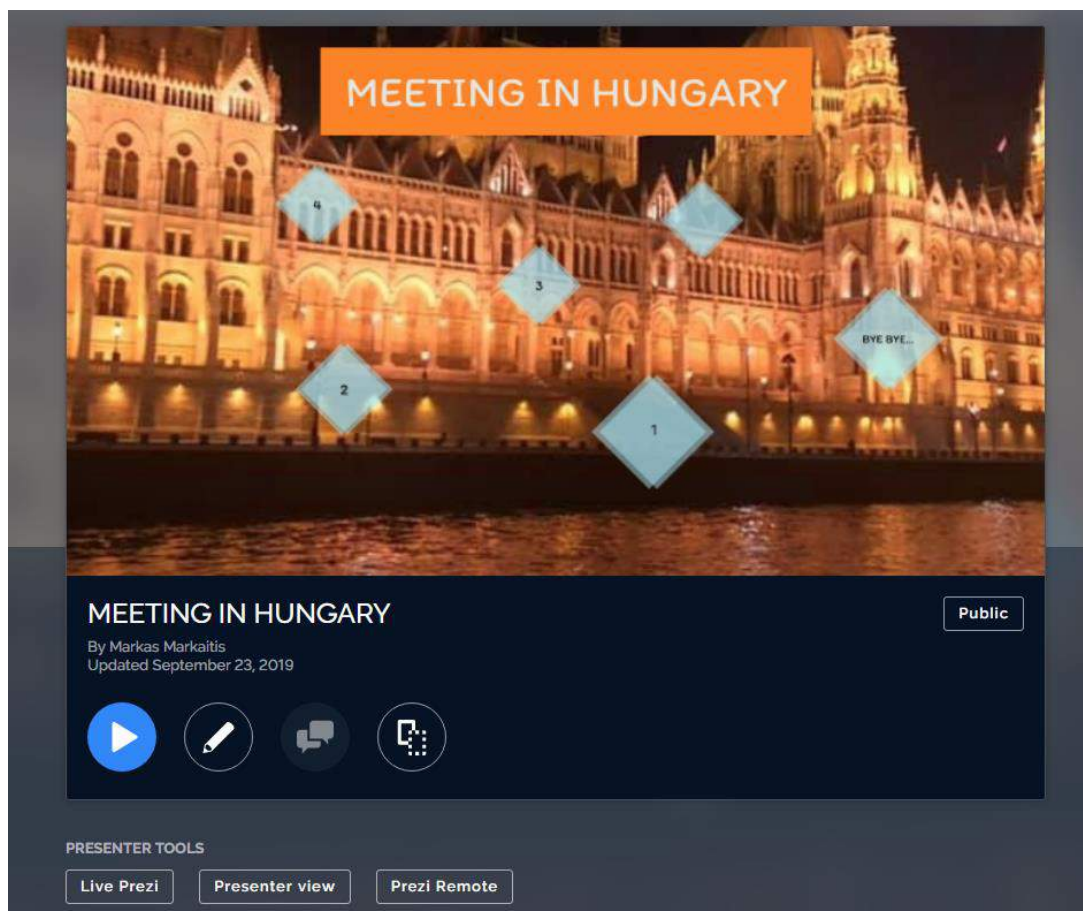 MEETING IN HUNGARY
4
3
BYE BYE...
2
1
MEETING IN HUNGARY
Public
By Markas Markaitis
Updated September 23, 2019
PRESENTER TOOLS
Live Prezi
Presenter view
Prezi Remote